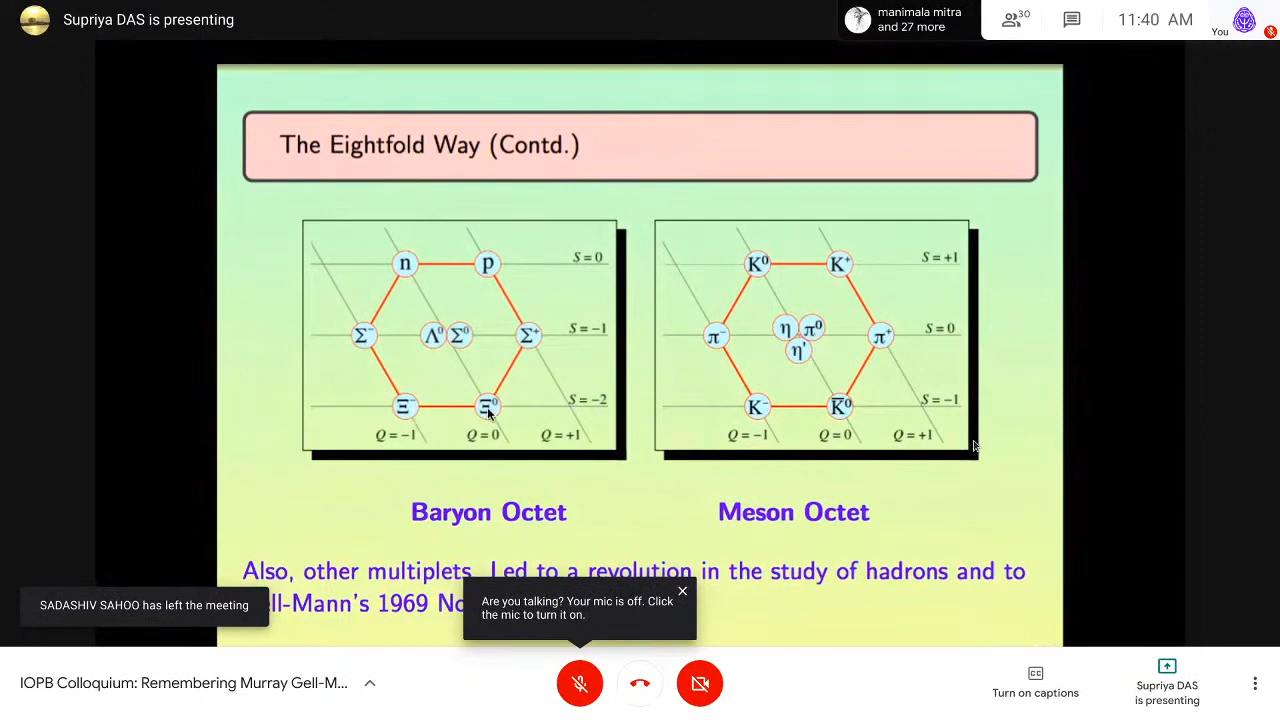 Supriya DAS is presenting
manimala mitra
and 27 more
30
11:40 AM
You
The Eightfold Way (Contd.)
n
p
S = 0
Σ⁻
Λ⁰
Σ⁰
Σ⁺
S = −1
Ξ⁻
Ξ⁰
S = −2
Q = −1
Q = 0
Q = +1
K⁰
K⁺
S = +1
π⁻
η
π⁰
η'
π⁺
S = 0
K⁻
K̅⁰
S = −1
Q = −1
Q = 0
Q = +1
Baryon Octet
Meson Octet
Also, other multiplets. Led to a revolution in the study of hadrons and to
ll-Mann's 1969 No
SADASHIV SAHOO has left the meeting
Are you talking? Your mic is off. Click
the mic to turn it on.
IOPB Colloquium: Remembering Murray Gell-M...
Turn on captions
Supriya DAS
is presenting